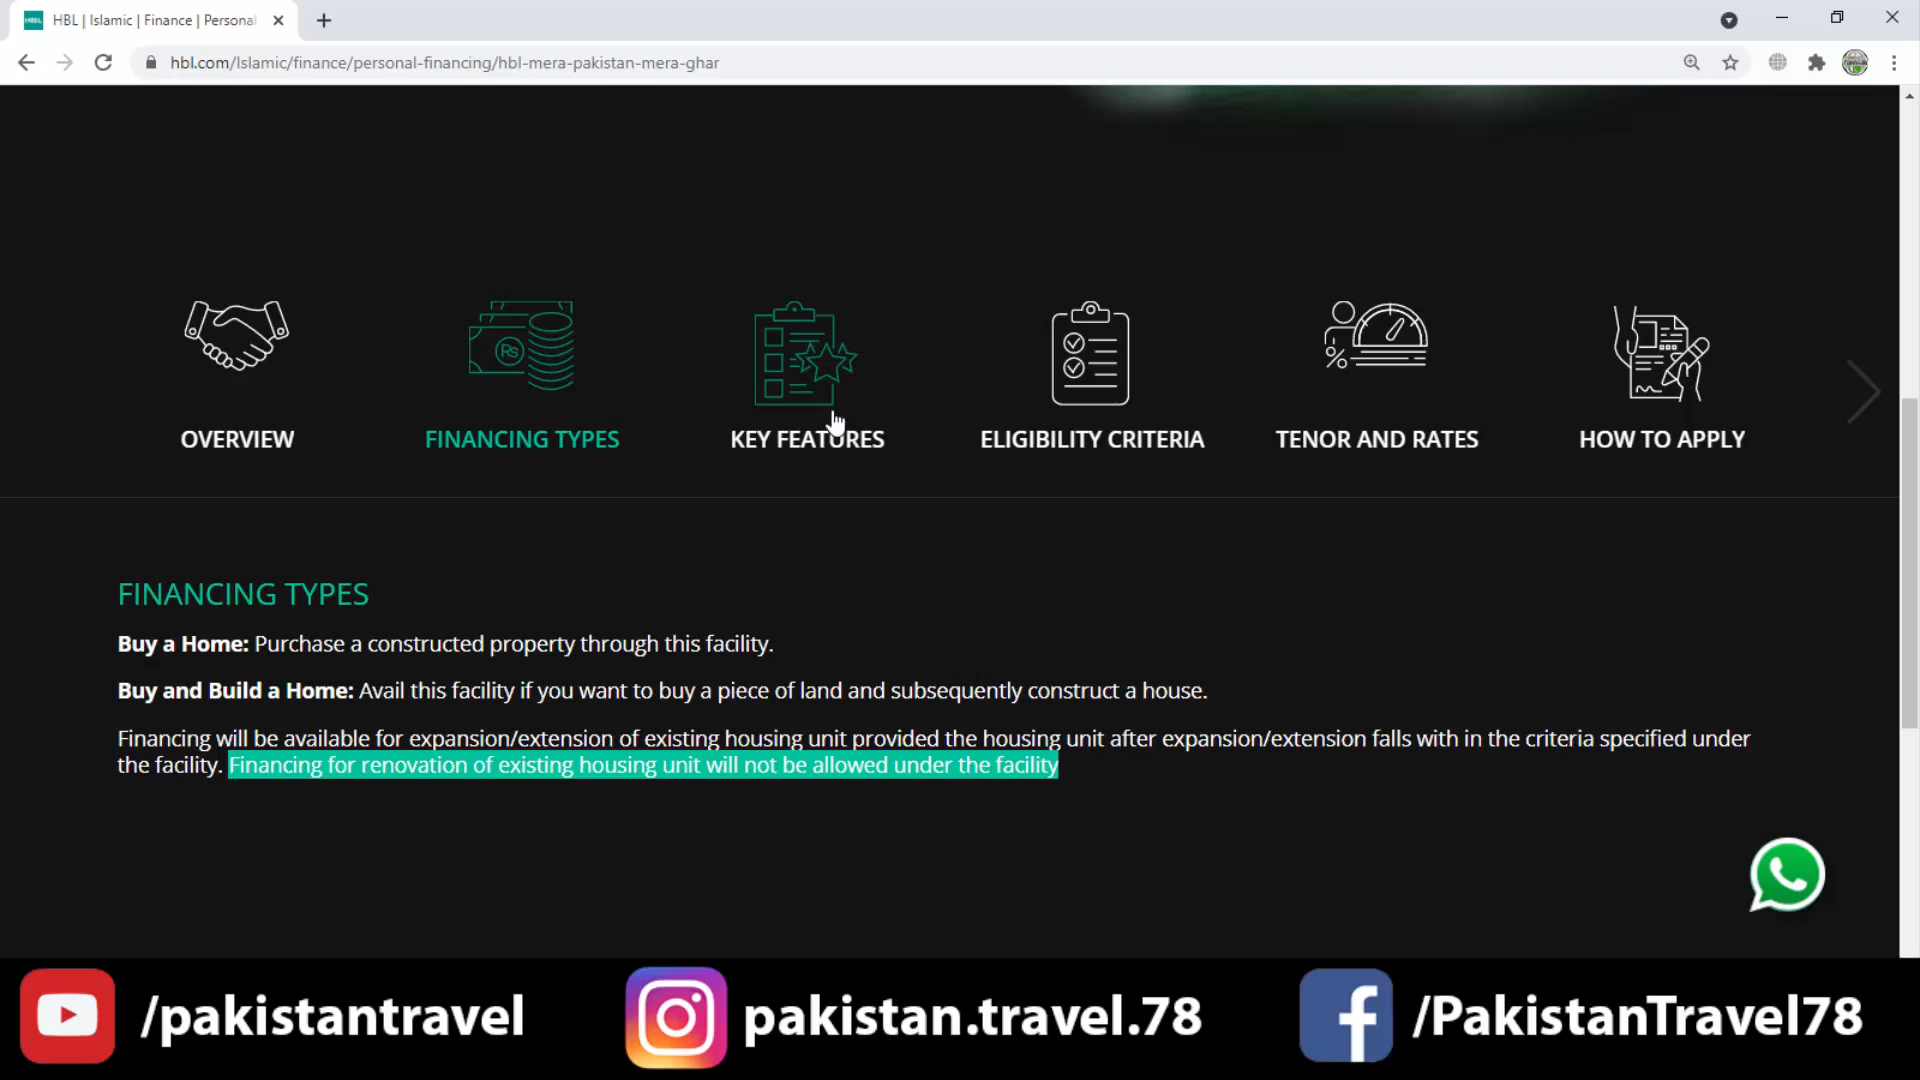 HBL
HBL | Islamic | Finance | Personal
hbl.com/Islamic/finance/personal-financing/hbl-mera-pakistan-mera-ghar
Rs
%
OVERVIEW
FINANCING TYPES
KEY FEATURES
ELIGIBILITY CRITERIA
TENOR AND RATES
HOW TO APPLY
FINANCING TYPES
Buy a Home: Purchase a constructed property through this facility.
Buy and Build a Home: Avail this facility if you want to buy a piece of land and subsequently construct a house.
Financing will be available for expansion/extension of existing housing unit provided the housing unit after expansion/extension falls with in the criteria specified under
the facility. Financing for renovation of existing housing unit will not be allowed under the facility
/pakistantravel
pakistan.travel.78
/PakistanTravel78